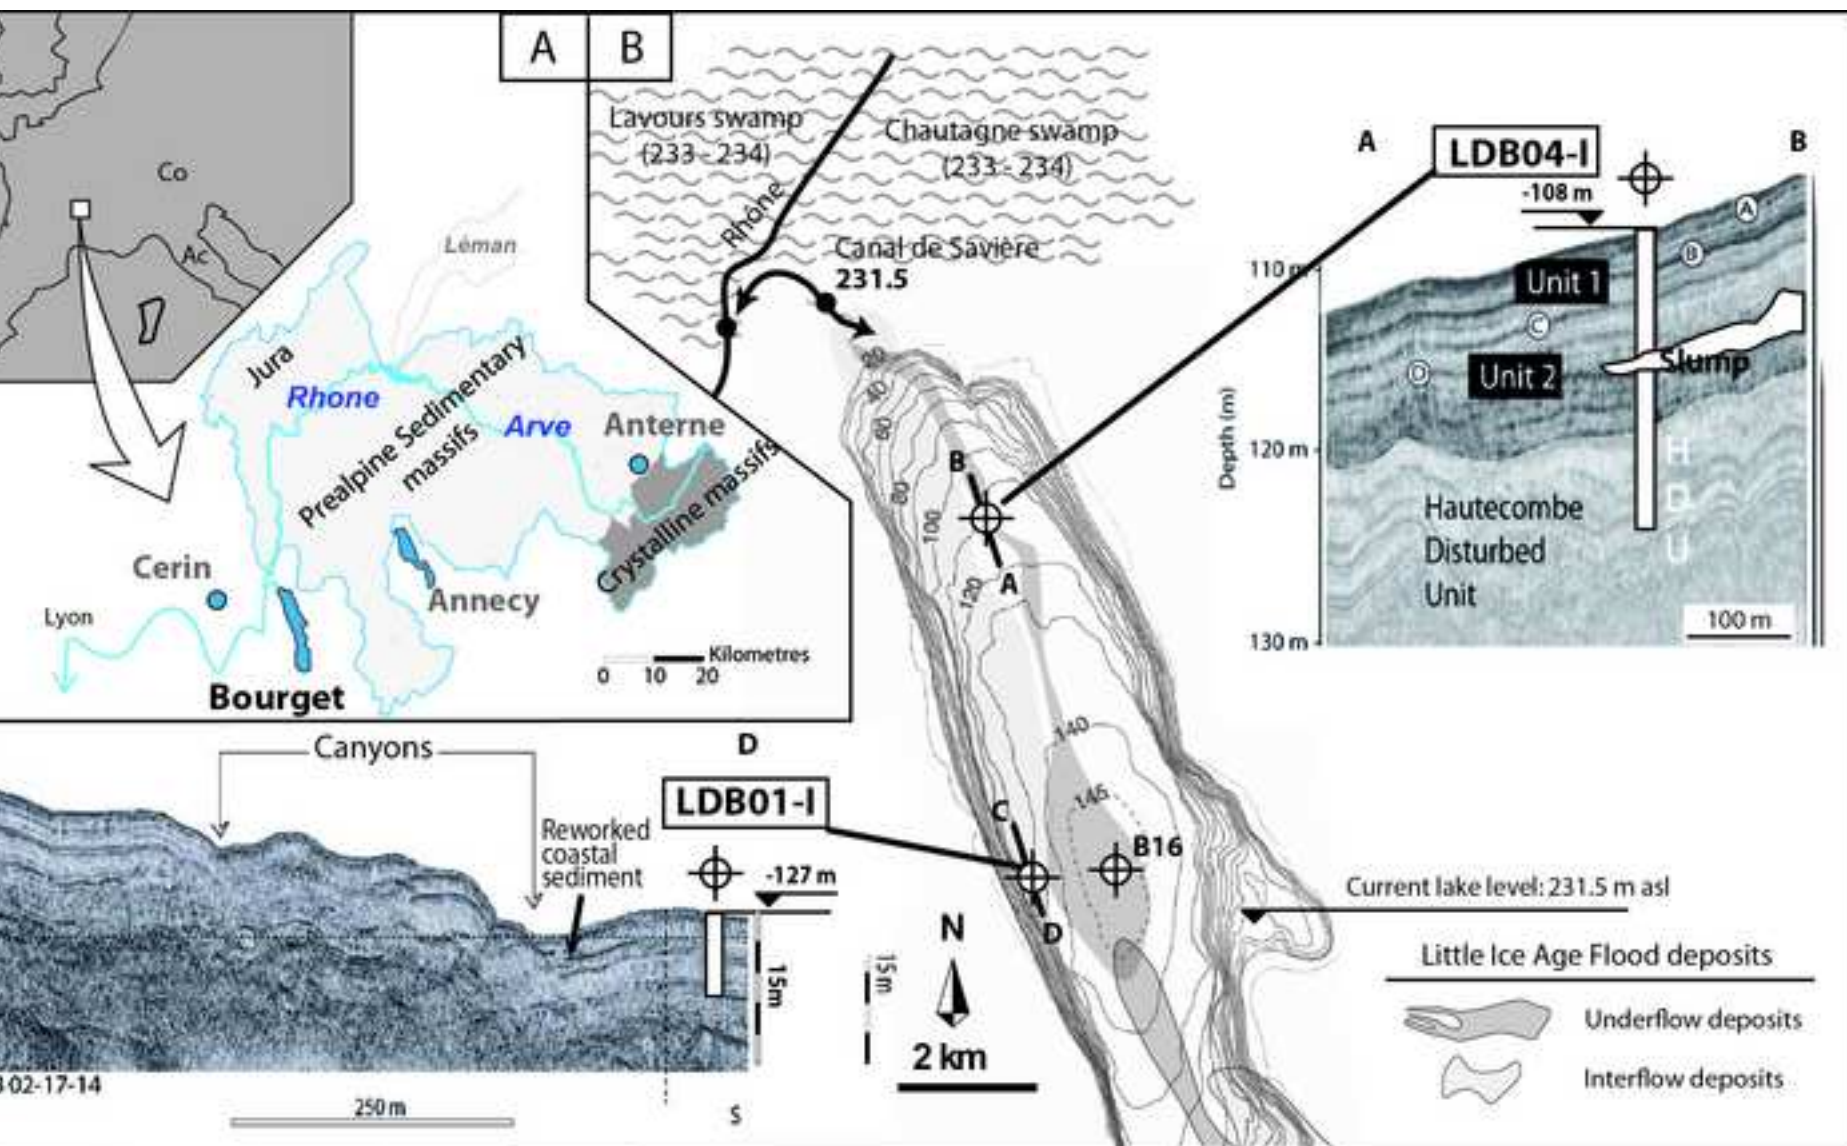 A
B
Co
Ac
Léman
Jura
Rhone
Prealpine Sedimentary
massifs
Arve
Anterne
Crystalline massifs
Cerin
Annecy
Lyon
Bourget
Kilometres
0 10 20
Lavours swamp
(233 - 234)
Chautagne swamp
(233 - 234)
Rhône
Canal de Savière
231.5
20
40
60
80
100
120
140
145
B
A
C
D
B16
A
LDB04-I
B
-108 m
110 m
120 m
130 m
Depth (m)
Unit 1
Unit 2
A
B
C
D
Slump
H
D
U
Hautecombe
Disturbed
Unit
100 m
Canyons
D
LDB01-I
Reworked
coastal
sediment
-127 m
15m
15m
02-17-14
250 m
S
N
2 km
Current lake level: 231.5 m asl
Little Ice Age Flood deposits
Underflow deposits
Interflow deposits